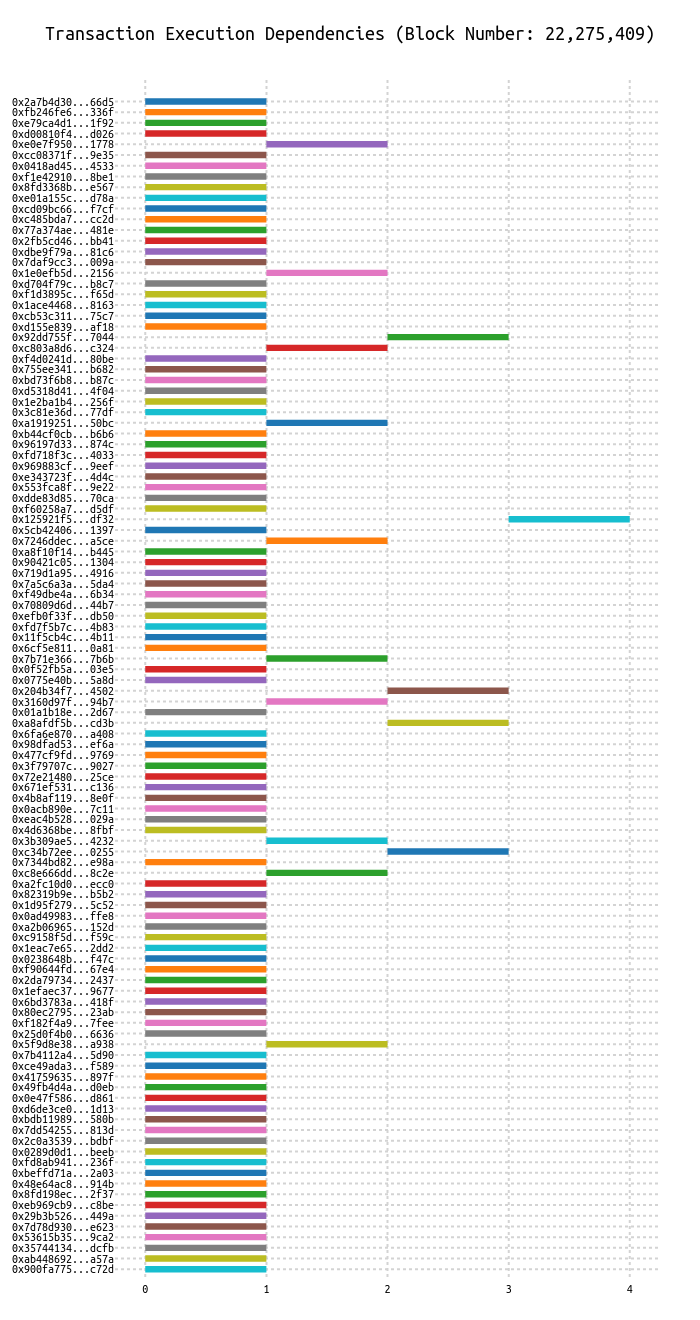 Transaction Execution Dependencies (Block Number: 22,275,409)
0x2a7b4d30...66d5
0xfb246fe6...336f
0xe79ca4d1...1f92
0xd00810f4...d026
0xe0e7f950...1778
0xcc08371f...9e35
0x0418ad45...4533
0xf1e42910...8be1
0x8fd3368b...e567
0xe01a155c...d78a
0xcd09bc66...f7cf
0xc485bda7...cc2d
0x77a374ae...481e
0x2fb5cd46...bb41
0xdbe9f79a...81c6
0x7daf9cc3...009a
0x1e0efb5d...2156
0xd704f79c...b8c7
0xf1d3895c...f65d
0x1ace4468...8163
0xcb53c311...75c7
0xd155e839...af18
0x92dd755f...7044
0xc803a8d6...c324
0xf4d0241d...80be
0x755ee341...b682
0xbd73f6b8...b87c
0xd5318d41...4f04
0x1e2ba1b4...256f
0x3c81e36d...77df
0xa1919251...50bc
0xb44cf0cb...b6b6
0x96197d33...874c
0xfd718f3c...4033
0x969883cf...9eef
0xe343723f...4d4c
0x553fca8f...9e22
0xdde83d85...70ca
0xf60258a7...d5df
0x125921f5...df32
0x5cb42406...1397
0x7246ddec...a5ce
0xa8f10f14...b445
0x90421c05...1304
0x719d1a95...4916
0x7a5c6a3a...5da4
0xf49dbe4a...6b34
0x70809d6d...44b7
0xefb0f33f...db50
0xfd7f5b7c...4b83
0x11f5cb4c...4b11
0x6cf5e811...0a81
0x7b71e366...7b6b
0x0f52fb5a...03e5
0x0775e40b...5a8d
0x204b34f7...4502
0x3160d97f...94b7
0x01a1b18e...2d67
0xa8afdf5b...cd3b
0x6fa6e870...a408
0x98dfad53...ef6a
0x477cf9fd...9769
0x3f79707c...9027
0x72e21480...25ce
0x671ef531...c136
0x4b8af119...8e0f
0x0acb890e...7c11
0xeac4b528...029a
0x4d6368be...8fbf
0x3b309ae5...4232
0xc34b72ee...0255
0x7344bd82...e98a
0xc8e666dd...8c2e
0xa2fc10d0...ecc0
0x82319b9e...b5b2
0x1d95f279...5c52
0x0ad49983...ffe8
0xa2b06965...152d
0xc9158f5d...f59c
0x1eac7e65...2dd2
0x0238648b...f47c
0xf90644fd...67e4
0x2da79734...2437
0x1efaec37...9677
0x6bd3783a...418f
0x80ec2795...23ab
0xf182f4a9...7fee
0x25d0f4b0...6636
0x5f9d8e38...a938
0x7b4112a4...5d90
0xce49ada3...f589
0x41759635...897f
0x49fb4d4a...d0eb
0x0e47f586...d861
0xd6de3ce0...1d13
0xbdb11989...580b
0x7dd54255...813d
0x2c0a3539...bdbf
0x0289d0d1...beeb
0xfd8ab941...236f
0xbeffd71a...2a03
0x48e64ac8...914b
0x8fd198ec...2f37
0xeb969cb9...c8be
0x29b3b526...449a
0x7d78d930...e623
0x53615b35...9ca2
0x35744134...dcfb
0xab448692...a57a
0x900fa775...c72d
0 1 2 3 4